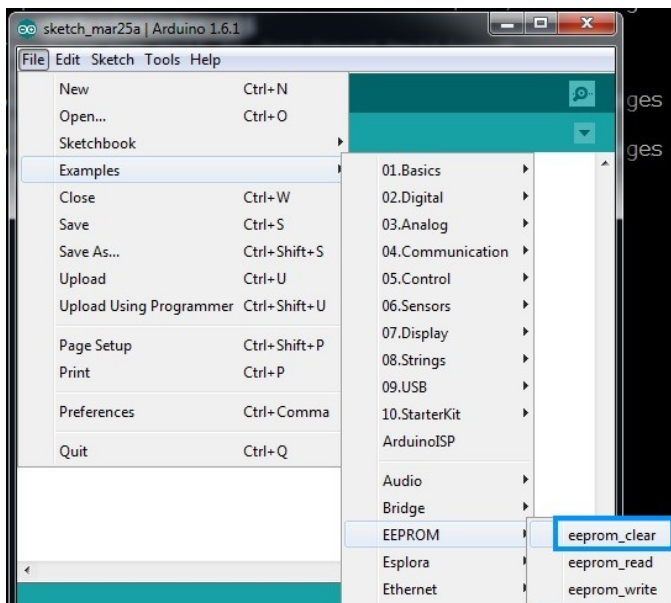 sketch_mar25a | Arduino 1.6.1
File Edit Sketch Tools Help
New Ctrl+N
Open... Ctrl+O
Sketchbook
Examples
Close Ctrl+W
Save Ctrl+S
Save As... Ctrl+Shift+S
Upload Ctrl+U
Upload Using Programmer Ctrl+Shift+U
Page Setup Ctrl+Shift+P
Print Ctrl+P
Preferences Ctrl+Comma
Quit Ctrl+Q
01.Basics
02.Digital
03.Analog
04.Communication
05.Control
06.Sensors
07.Display
08.Strings
09.USB
10.StarterKit
ArduinoISP
Audio
Bridge
EEPROM
Esplora
Ethernet
eeprom_clear
eeprom_read
eeprom_write
ges
ges